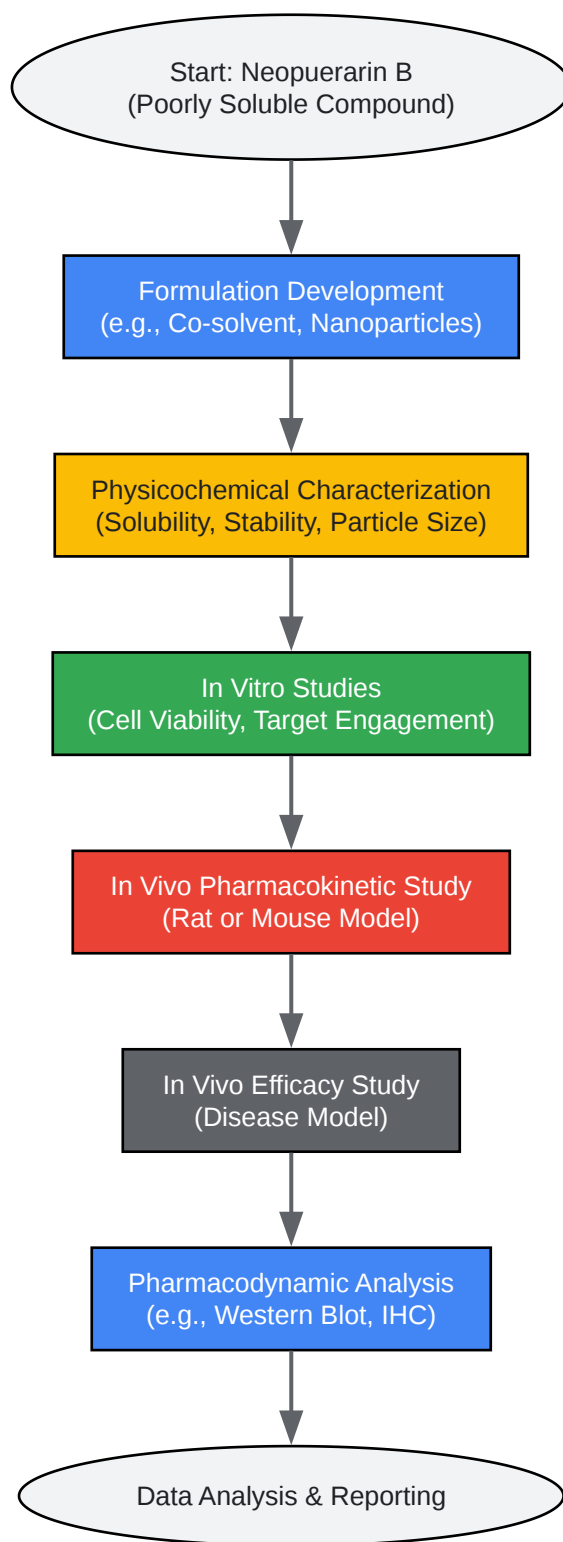 Start: Neopuerarin B
(Poorly Soluble Compound)
Formulation Development
(e.g., Co-solvent, Nanoparticles)
Physicochemical Characterization
(Solubility, Stability, Particle Size)
In Vitro Studies
(Cell Viability, Target Engagement)
In Vivo Pharmacokinetic Study
(Rat or Mouse Model)
In Vivo Efficacy Study
(Disease Model)
Pharmacodynamic Analysis
(e.g., Western Blot, IHC)
Data Analysis & Reporting